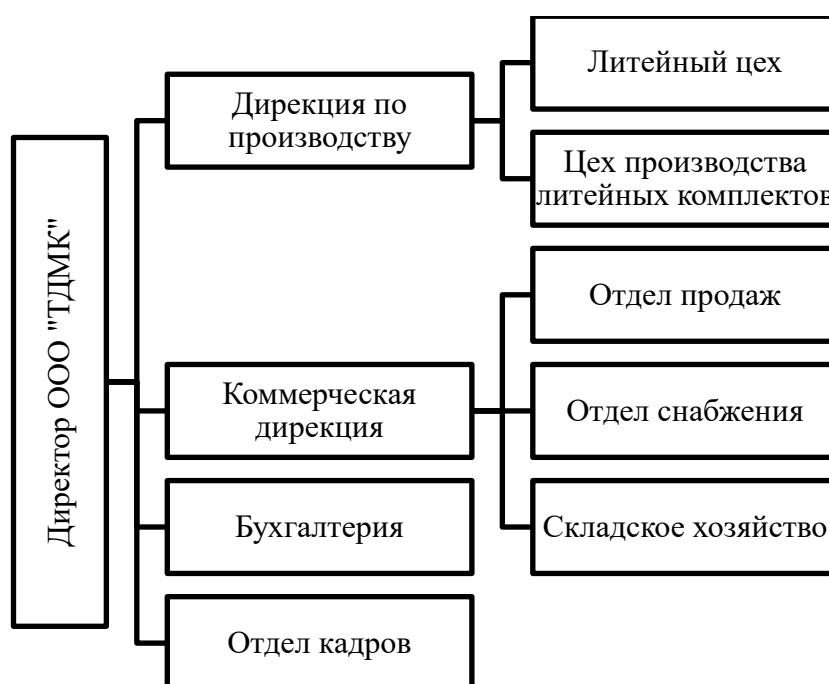 Директор ООО "ТДМК"
Дирекция по
производству
Литейный цех
Цех производства
литейных комплектов
Коммерческая
дирекция
Отдел продаж
Отдел снабжения
Складское хозяйство
Бухгалтерия
Отдел кадров